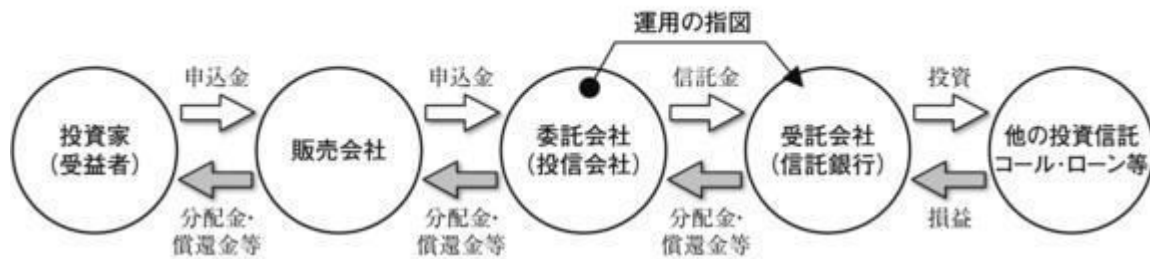 運用の指図
申込金
申込金
信託金
投資
投資家
(受益者)
販売会社
委託会社
(投信会社)
受託会社
(信託銀行)
他の投資信託
コール・ローン等
分配金・
償還金等
分配金・
償還金等
分配金・
償還金等
損益